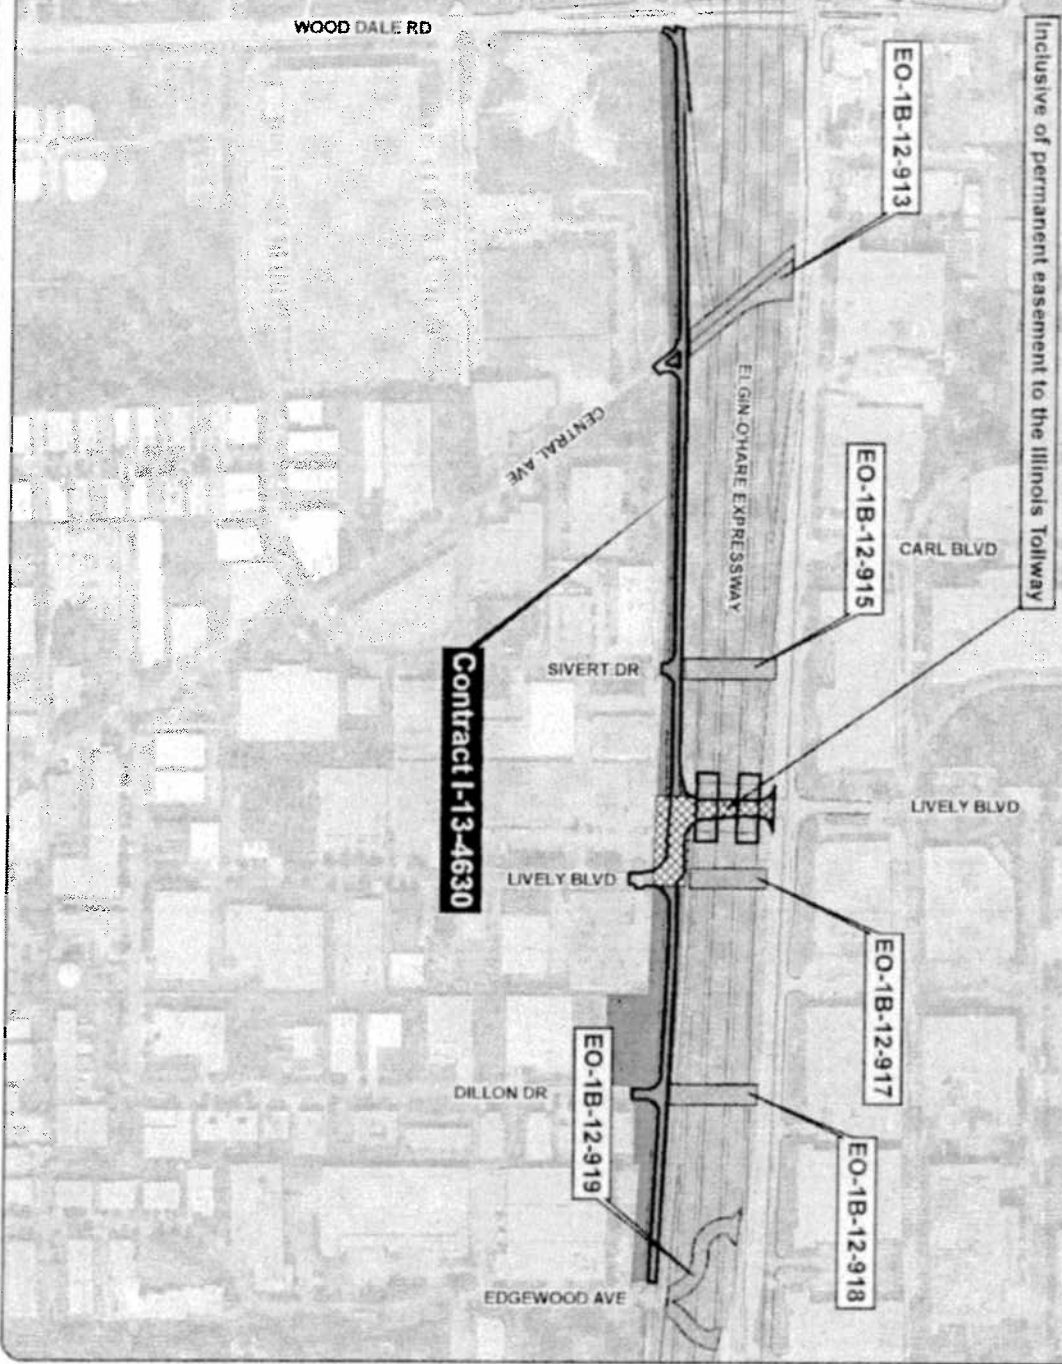 WOOD DALE RD
Inclusive of permanent easement to the Illinois Tollway
EO-1B-12-913
ELGIN-O'HARE EXPRESSWAY
CENTRAL AVE
EO-1B-12-915
CARL BLVD
SIVERT DR
Contract I-13-4630
LIVELY BLVD
LIVELY BLVD
EO-1B-12-917
DILLON DR
EO-1B-12-919
EO-1B-12-918
EDGEWOOD AVE